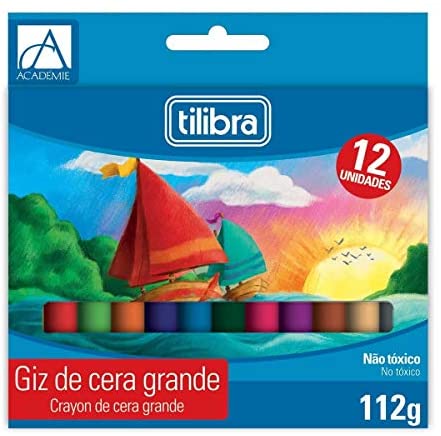 A
ACADEMIE
tilibra
12
UNIDADES
Não tóxico
No tóxico
Giz de cera grande
Crayon de cera grande
112g